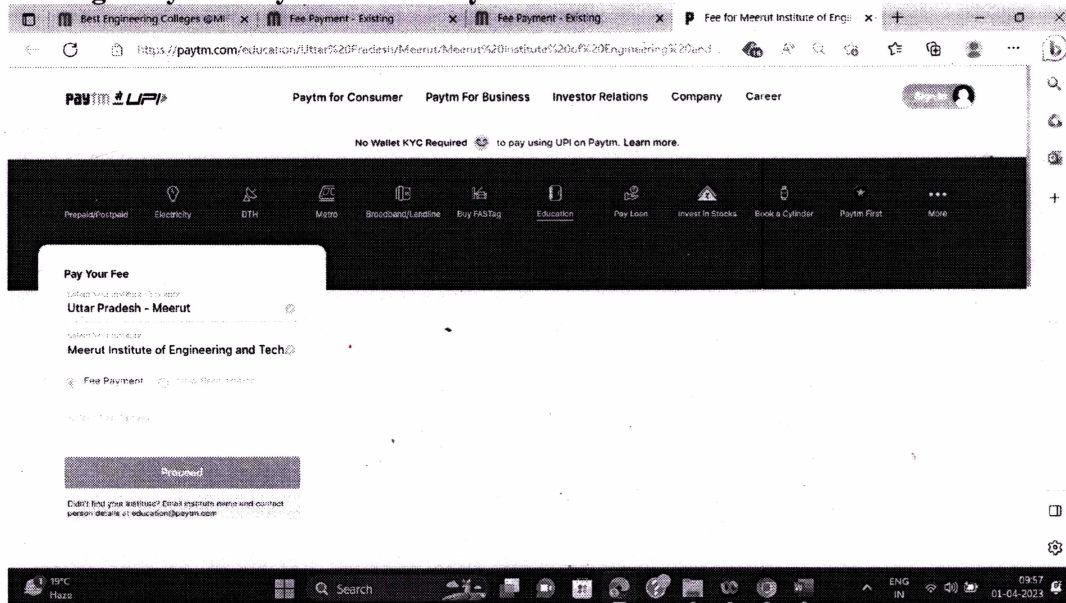 Best Engineering Colleges @MI
Fee Payment - Existing
Fee Payment - Existing
Fee for Meerut Institute of Eng
https://paytm.com/education/Uttar%20Pradesh/Meerut/Meerut%20Institute%20of%20Engineering%20and
paytm UPI
Paytm for Consumer Paytm For Business Investor Relations Company Career
No Wallet KYC Required to pay using UPI on Paytm. Learn more.
Prepaid/Postpaid Electricity DTH Metro Broadband/Landline Buy FASTag Education Pay Loan Invest In Stocks Book a Cylinder Paytm First More
Pay Your Fee
Uttar Pradesh - Meerut
Meerut Institute of Engineering and Tech
Fee Payment
Proceed
Didn't find your institute? Email institute name and contact
person details at education@paytm.com
19°C
Haze
Search
ENG
IN
09:57
01-04-2023